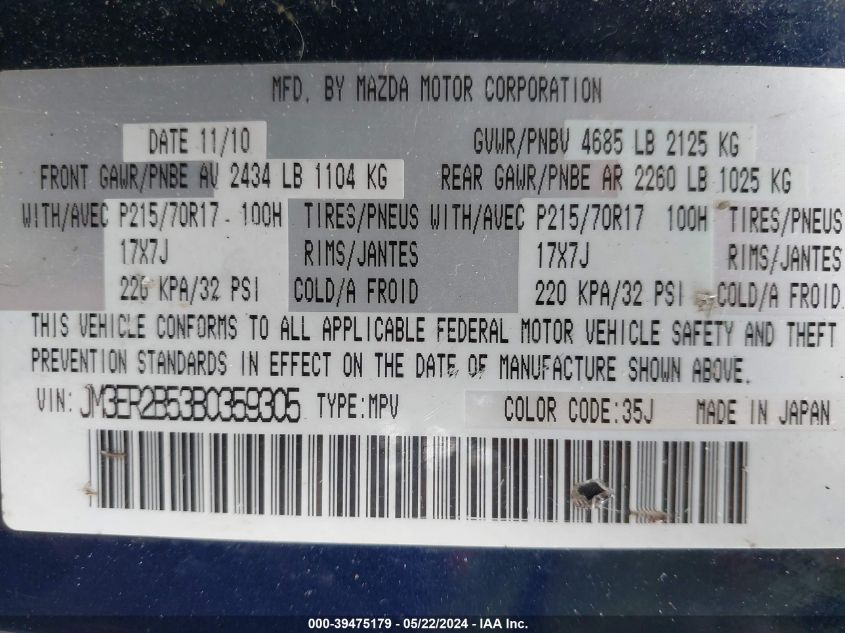 MFD. BY MAZDA MOTOR CORPORATION
DATE 11/10 GVWR/PNBV 4685 LB 2125 KG
FRONT GAWR/PNBE AV 2434 LB 1104 KG REAR GAWR/PNBE AR 2260 LB 1025 KG
WITH/AVEC P215/70R17 100H TIRES/PNEUS WITH/AVEC P215/70R17 100H TIRES/PNEUS
17X7J RIMS/JANTES 17X7J RIMS/JANTES
220 KPA/32 PSI COLD/A FROID 220 KPA/32 PSI COLD/A FROID
THIS VEHICLE CONFORMS TO ALL APPLICABLE FEDERAL MOTOR VEHICLE SAFETY AND THEFT
PREVENTION STANDARDS IN EFFECT ON THE DATE OF MANUFACTURE SHOWN ABOVE.
VIN: JM3ER2B53B0359305 TYPE:MPV COLOR CODE:35J MADE IN JAPAN
000-39475179 - 05/22/2024 - IAA Inc.